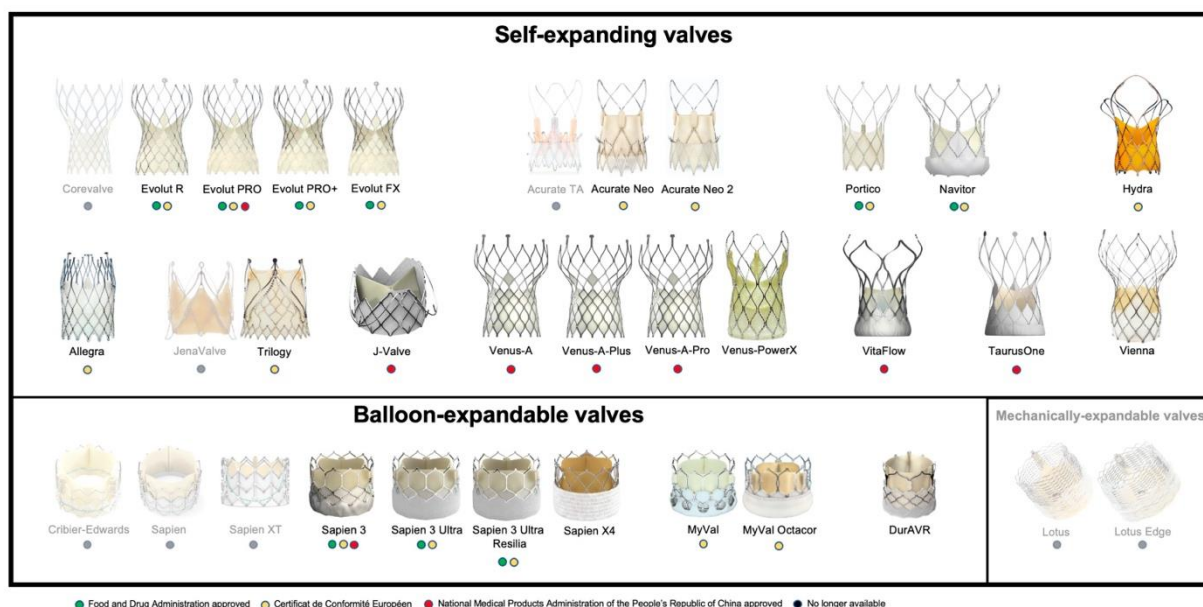 Self-expanding valves
Corevalve
Evolut R
Evolut PRO
Evolut PRO+
Evolut FX
Acurate TA
Acurate Neo
Acurate Neo 2
Portico
Navitor
Hydra
Allegra
JenaValve
Trilogy
J-Valve
Venus-A
Venus-A-Plus
Venus-A-Pro
Venus-PowerX
VitaFlow
TaurusOne
Vienna
Balloon-expandable valves
Cribier-Edwards
Sapien
Sapien XT
Sapien 3
Sapien 3 Ultra
Sapien 3 Ultra
Resilia
Sapien X4
MyVal
MyVal Octacor
DurAVR
Mechanically-expandable valves
Lotus
Lotus Edge
Food and Drug Administration approved
Certificat de Conformité Européen
National Medical Products Administration of the People's Republic of China approved
No longer available